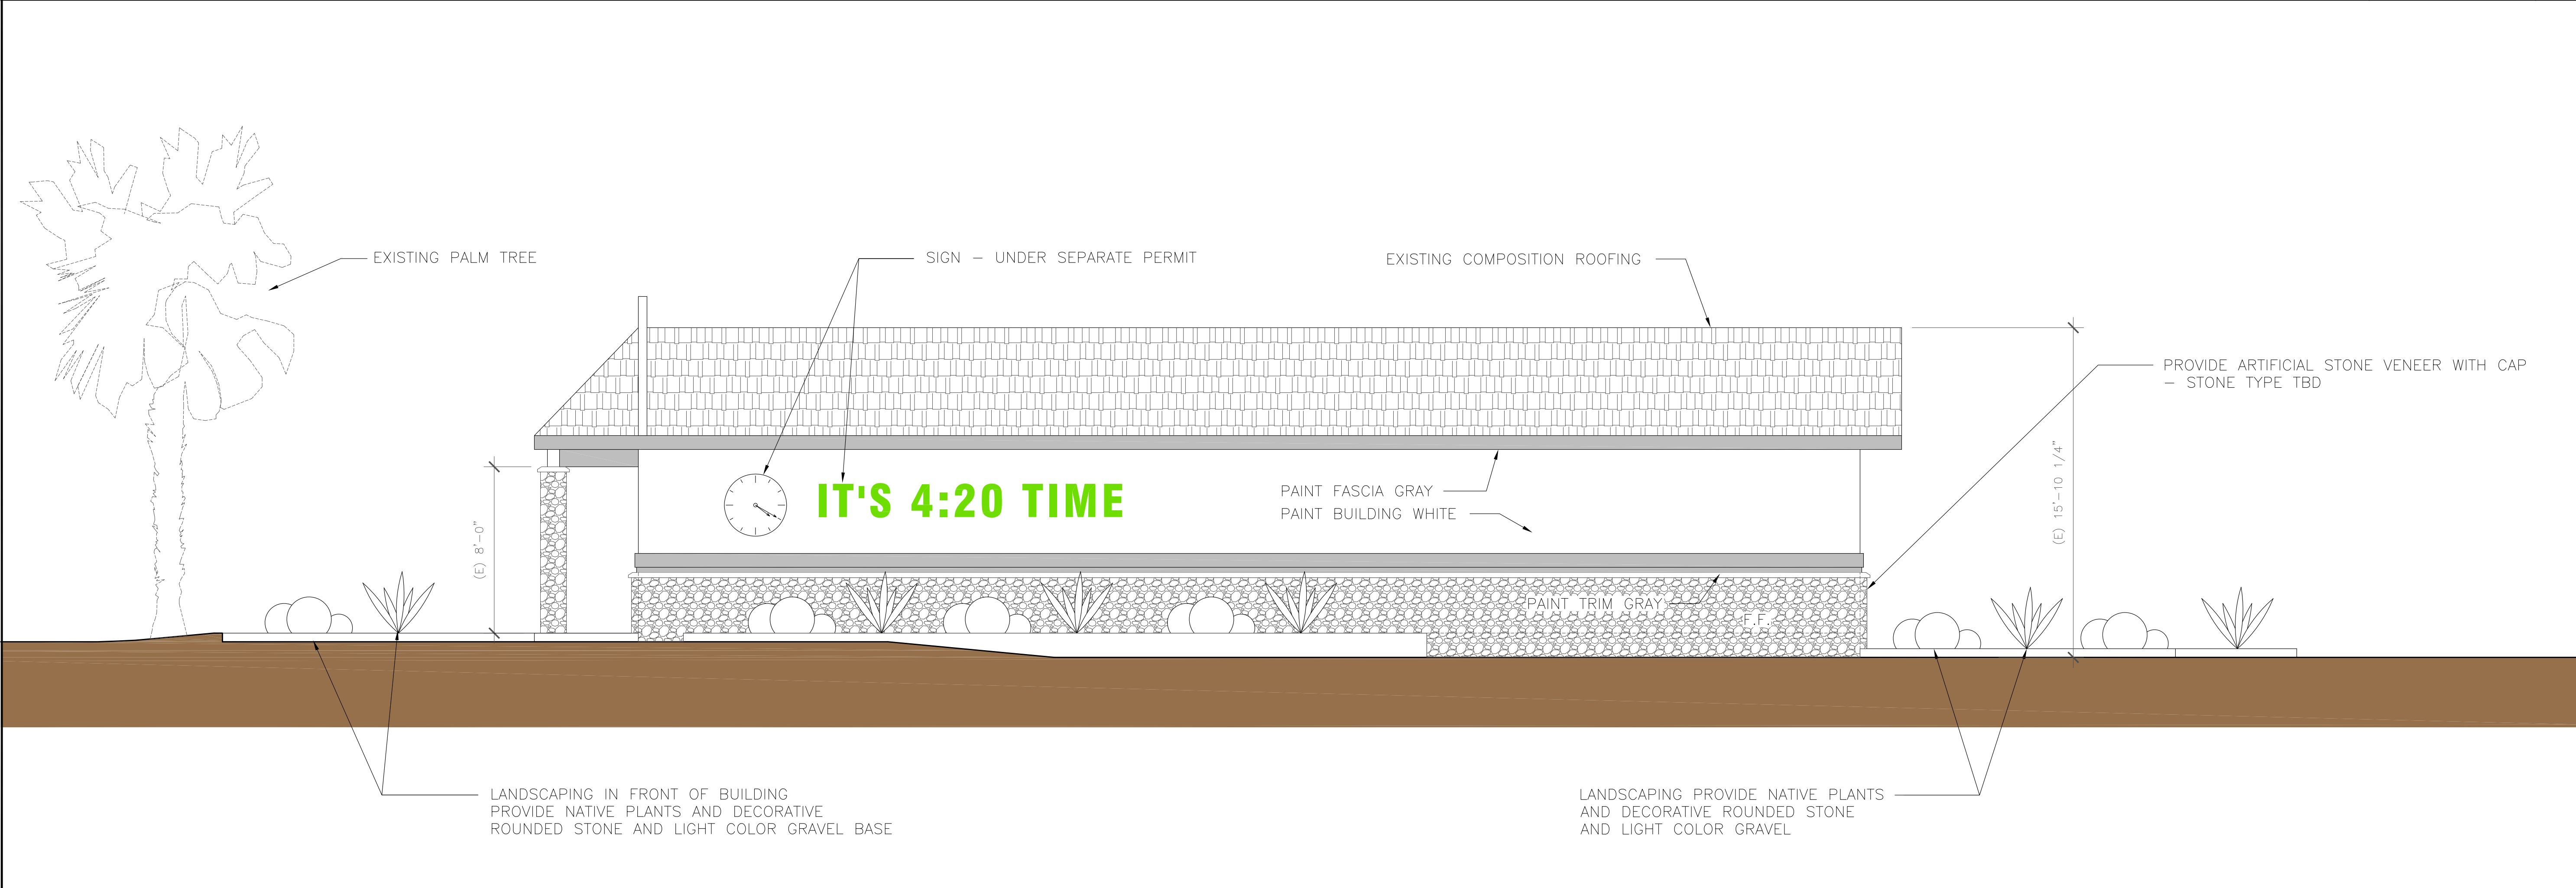 EXISTING PALM TREE
SIGN – UNDER SEPARATE PERMIT
EXISTING COMPOSITION ROOFING
PROVIDE ARTIFICIAL STONE VENEER WITH CAP
– STONE TYPE TBD
(E) 15'-10 1/4"
(E) 8'-0"
IT'S 4:20 TIME
PAINT FASCIA GRAY
PAINT BUILDING WHITE
PAINT TRIM GRAY
F.F.
LANDSCAPING IN FRONT OF BUILDING
PROVIDE NATIVE PLANTS AND DECORATIVE
ROUNDED STONE AND LIGHT COLOR GRAVEL BASE
LANDSCAPING PROVIDE NATIVE PLANTS
AND DECORATIVE ROUNDED STONE
AND LIGHT COLOR GRAVEL